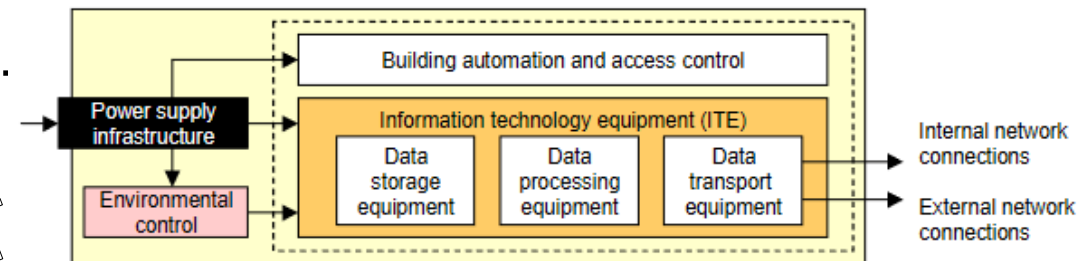 Building automation and access control
Power supply
infrastructure
Information technology equipment (ITE)
Data
storage
equipment
Data
processing
equipment
Data
transport
equipment
Environmental
control
Internal network
connections
External network
connections